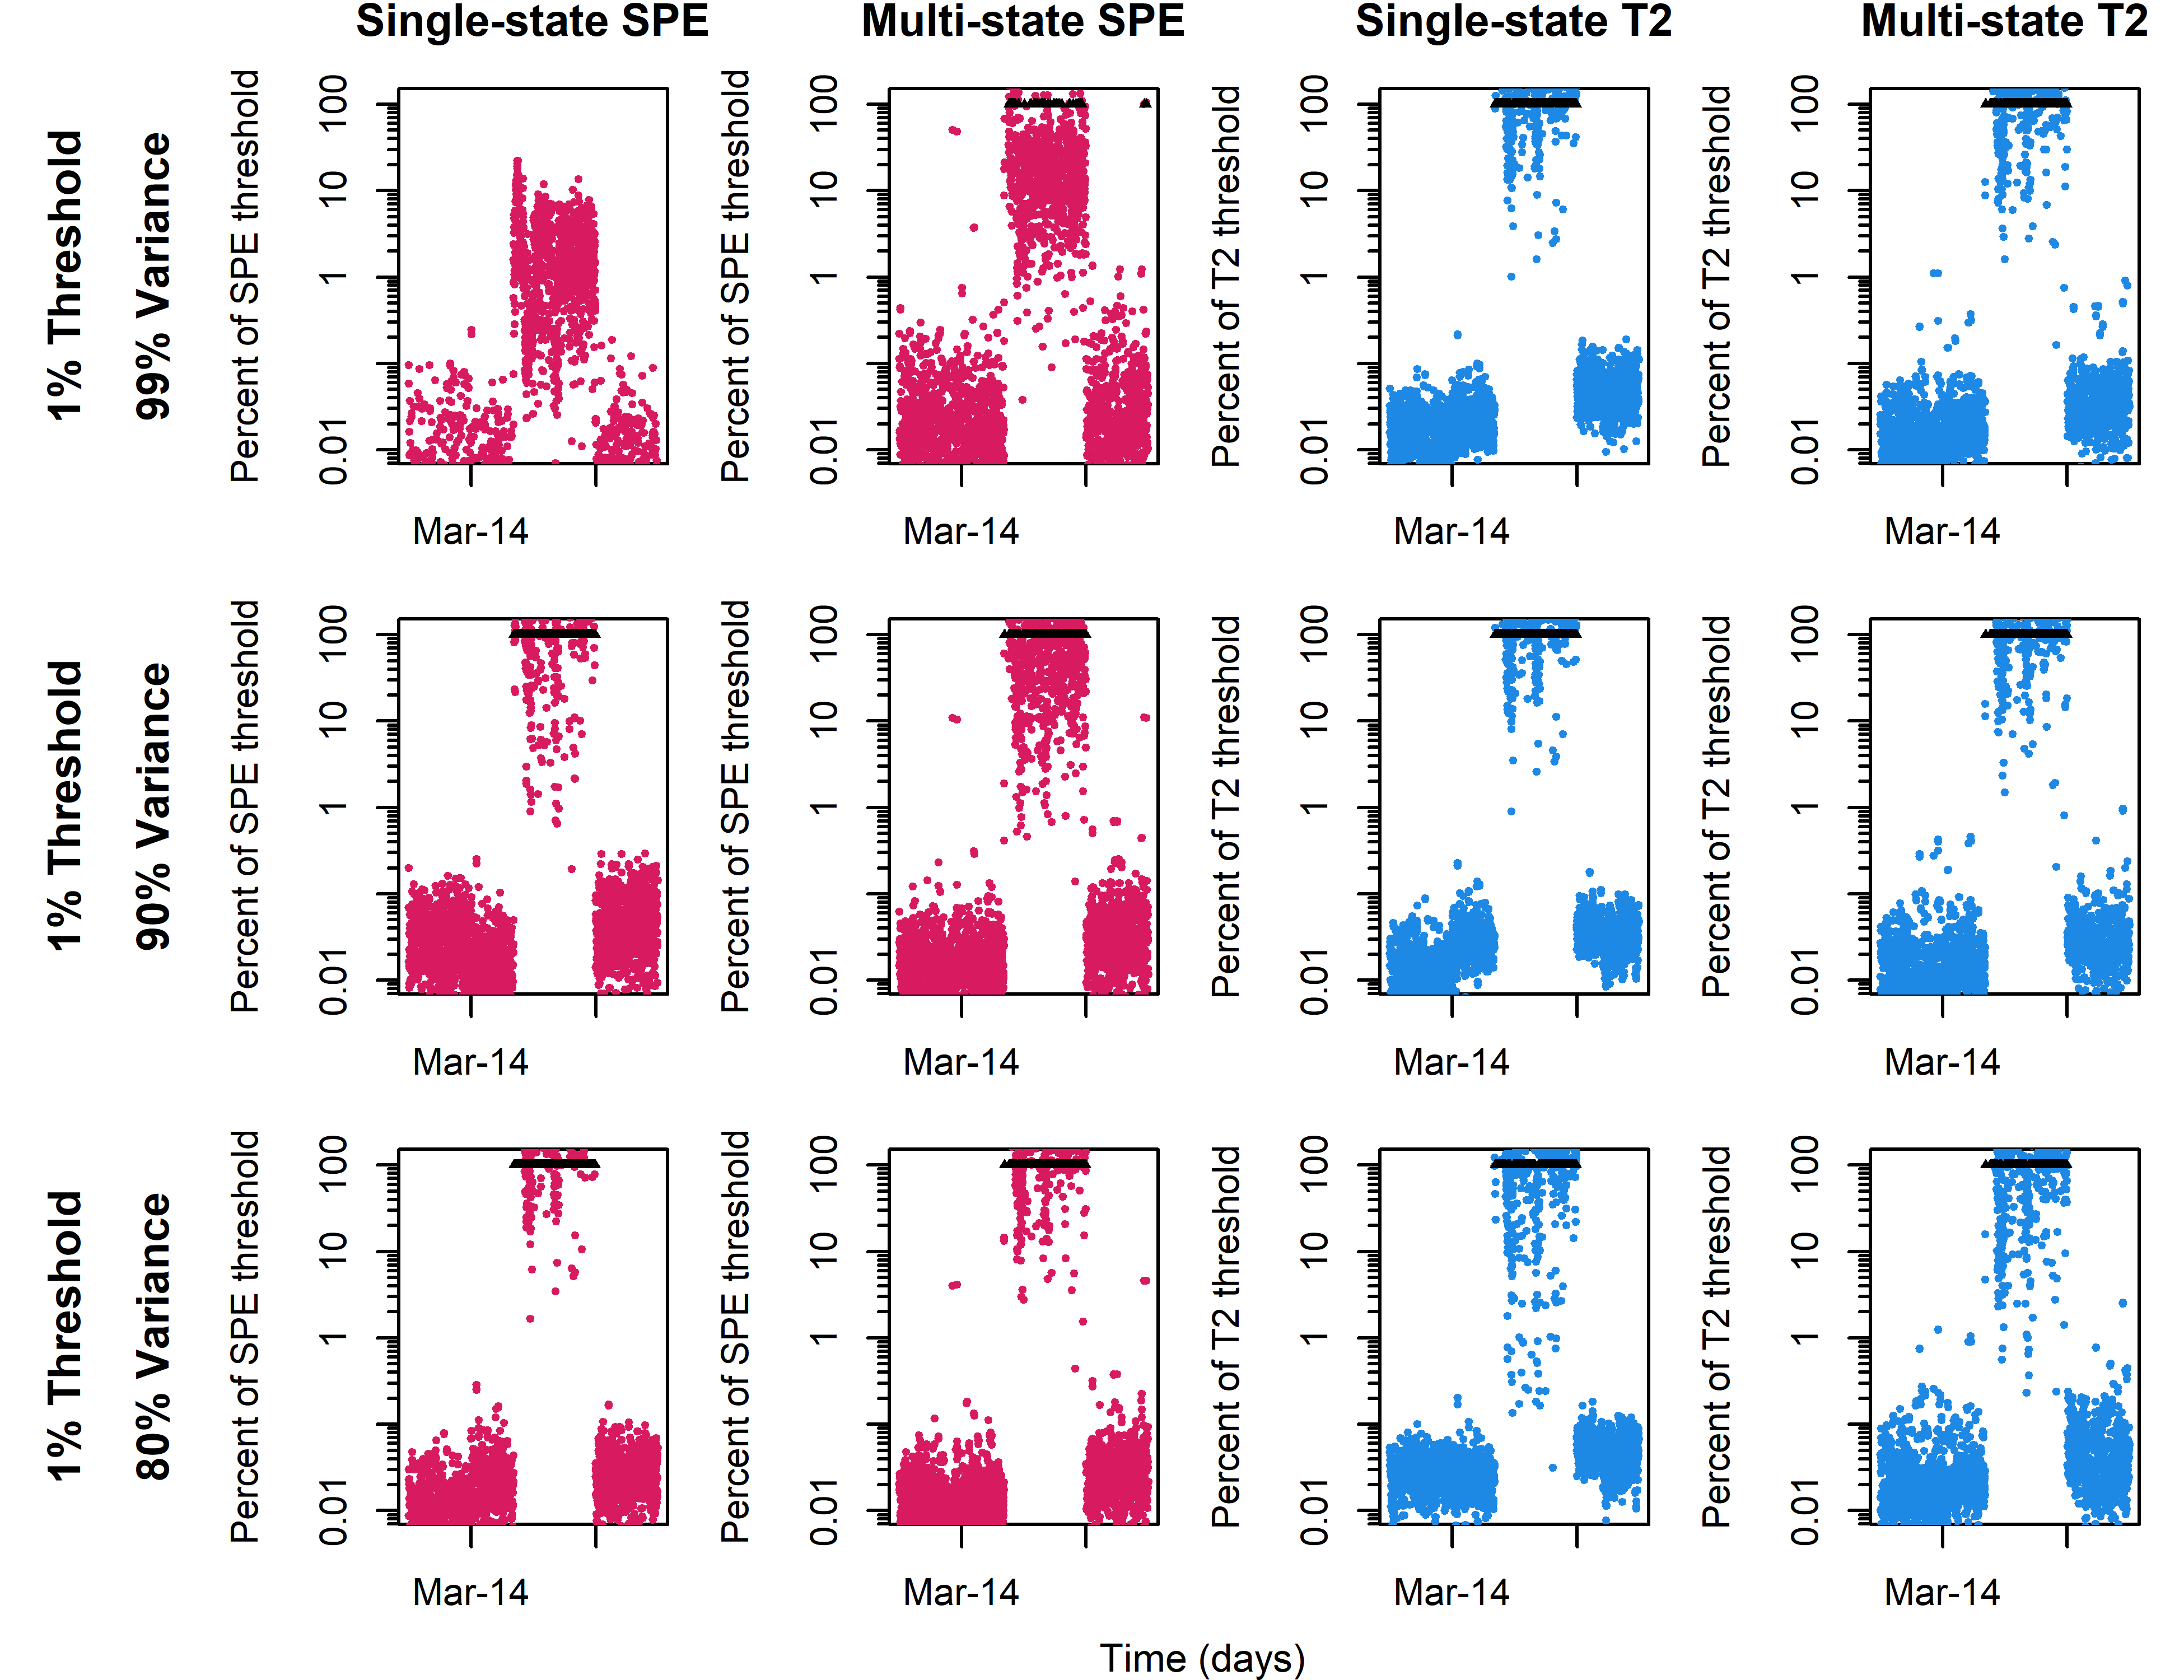 Single-state SPE Multi-state SPE Single-state T2 Multi-state T2
1% Threshold
99% Variance
Percent of SPE threshold
100
10
1
0.01
Mar-14
Percent of SPE threshold
100
10
1
0.01
Mar-14
Percent of T2 threshold
100
10
1
0.01
Mar-14
Percent of T2 threshold
100
10
1
0.01
Mar-14
1% Threshold
90% Variance
Percent of SPE threshold
100
10
1
0.01
Mar-14
Percent of SPE threshold
100
10
1
0.01
Mar-14
Percent of T2 threshold
100
10
1
0.01
Mar-14
Percent of T2 threshold
100
10
1
0.01
Mar-14
1% Threshold
80% Variance
Percent of SPE threshold
100
10
1
0.01
Mar-14
Percent of SPE threshold
100
10
1
0.01
Mar-14
Percent of T2 threshold
100
10
1
0.01
Mar-14
Percent of T2 threshold
100
10
1
0.01
Mar-14
Time (days)